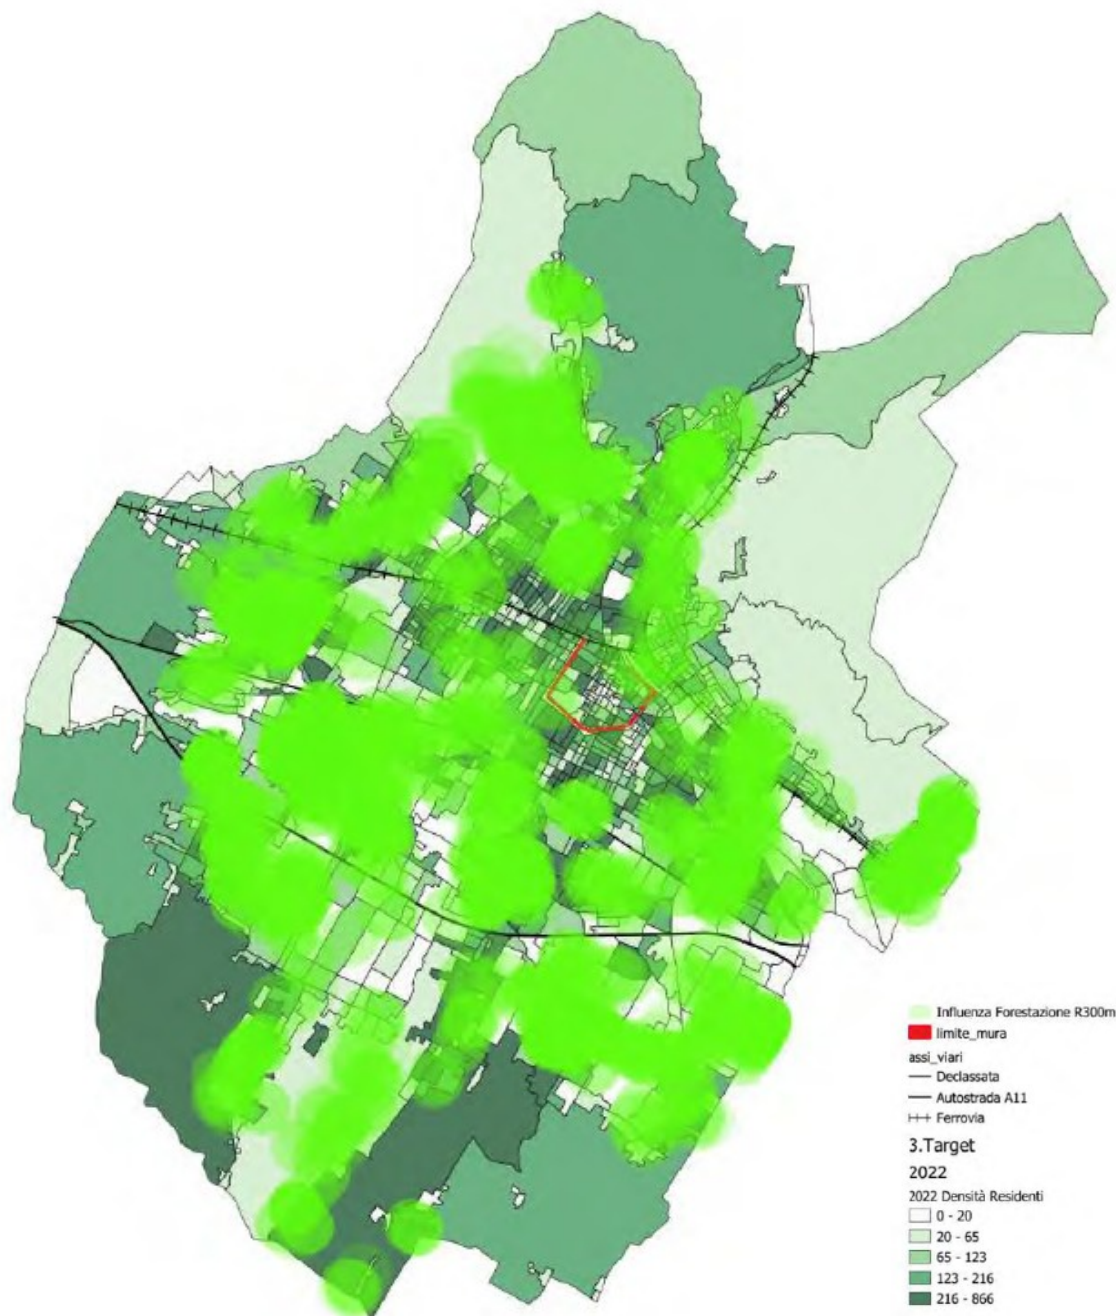 Influenza Forestazione R300m
limite_mura
assi_viari
Declassata
Autostrada A11
Ferrovia
3.Target
2022
2022 Densità Residenti
0 - 20
20 - 65
65 - 123
123 - 216
216 - 866